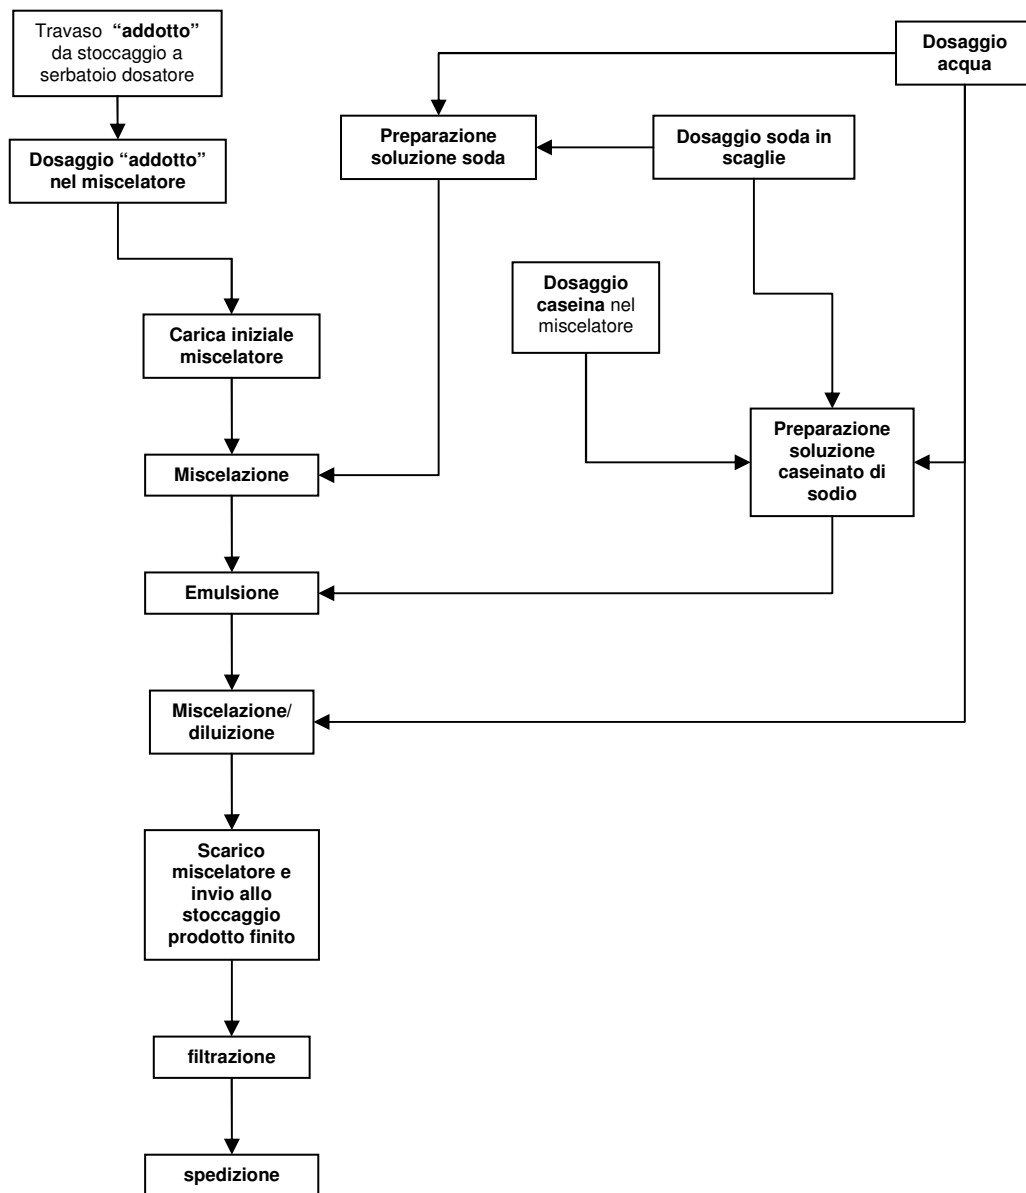 Travaso “addotto”
da stoccaggio a
serbatoio dosatore
Dosaggio
acqua
Preparazione
soluzione soda
Dosaggio soda in
scaglie
Dosaggio “addotto”
nel miscelatore
Dosaggio
caseina nel
miscelatore
Carica iniziale
miscelatore
Preparazione
soluzione
caseinato di
sodio
Miscelazione
Emulsione
Miscelazione/
diluizione
Scarico
miscelatore e
invio allo
stoccaggio
prodotto finito
filtrazione
spedizione